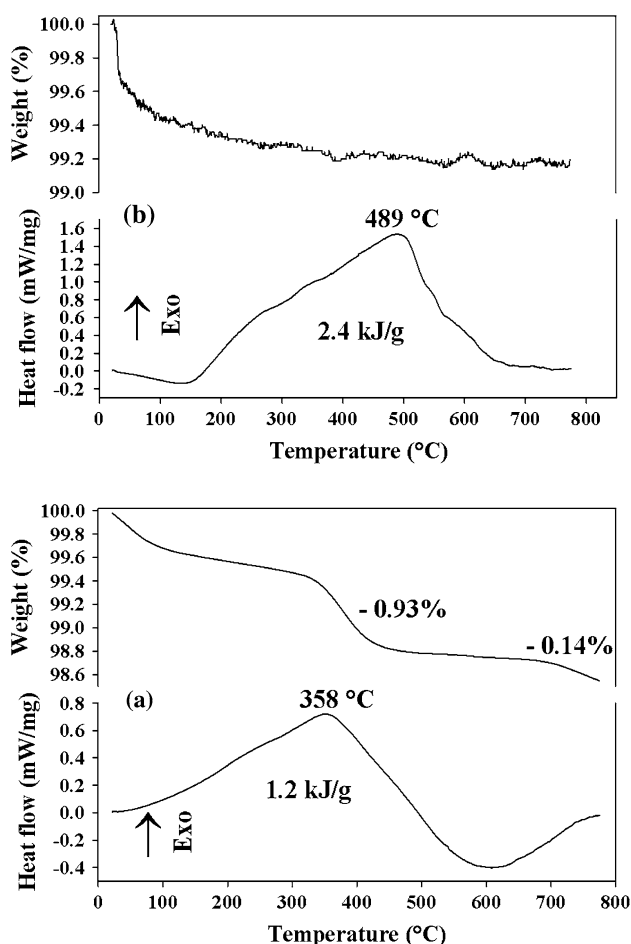 100.0
99.8
99.6
99.4
99.2
99.0
Weight (%)
(b)
489 °C
1.6
1.4
1.2
1.0
0.8
0.6
0.4
0.2
0.0
-0.2
Heat flow (mW/mg)
Exo
2.4 kJ/g
0 100 200 300 400 500 600 700 800
Temperature (°C)
100.0
99.8
99.6
99.4
99.2
99.0
98.8
98.6
Weight (%)
- 0.93%
- 0.14%
(a)
358 °C
0.8
0.6
0.4
0.2
0.0
-0.2
-0.4
Heat flow (mW/mg)
Exo
1.2 kJ/g
0 100 200 300 400 500 600 700 800
Temperature (°C)